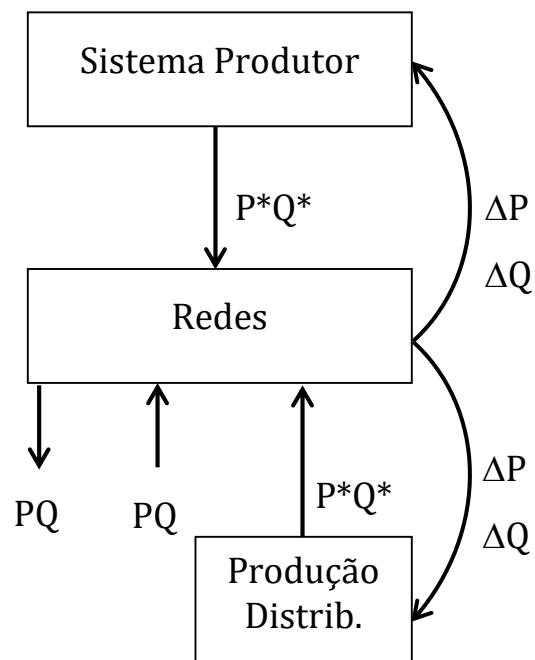 Sistema Produtor
P*Q*
ΔP
ΔQ
Redes
PQ
PQ
P*Q*
ΔP
ΔQ
Produção
Distrib.